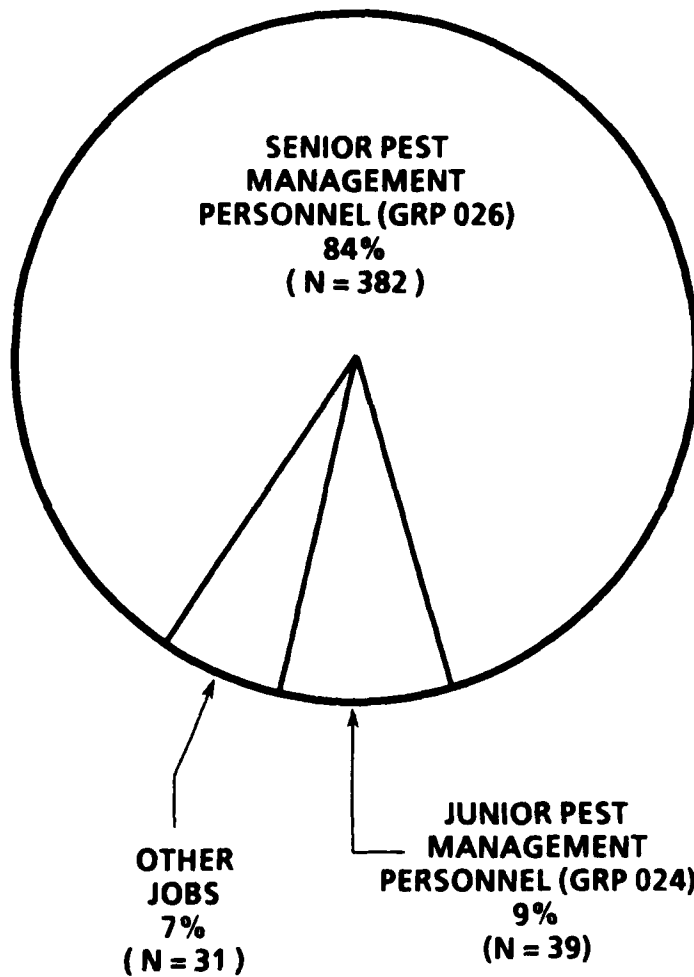 SENIOR PEST
MANAGEMENT
PERSONNEL (GRP 026)
84%
( N = 382 )
OTHER
JOBS
7%
( N = 31 )
JUNIOR PEST
MANAGEMENT
PERSONNEL (GRP 024)
9%
(N = 39)